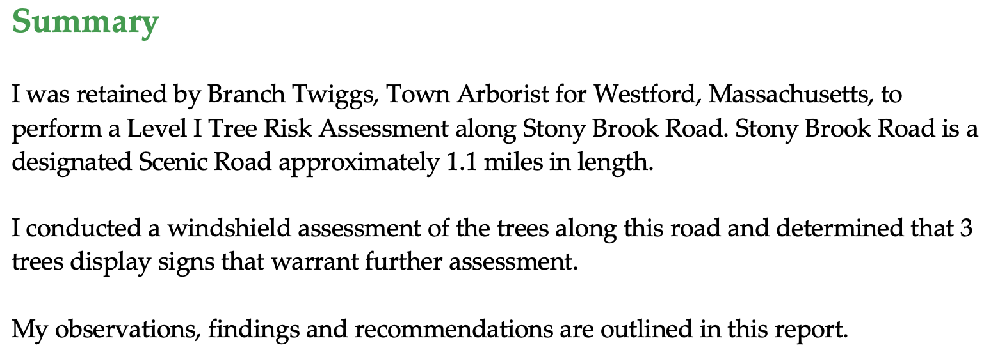 Summary
I was retained by Branch Twiggs, Town Arborist for Westford, Massachusetts, to
perform a Level I Tree Risk Assessment along Stony Brook Road. Stony Brook Road is a
designated Scenic Road approximately 1.1 miles in length.
I conducted a windshield assessment of the trees along this road and determined that 3
trees display signs that warrant further assessment.
My observations, findings and recommendations are outlined in this report.